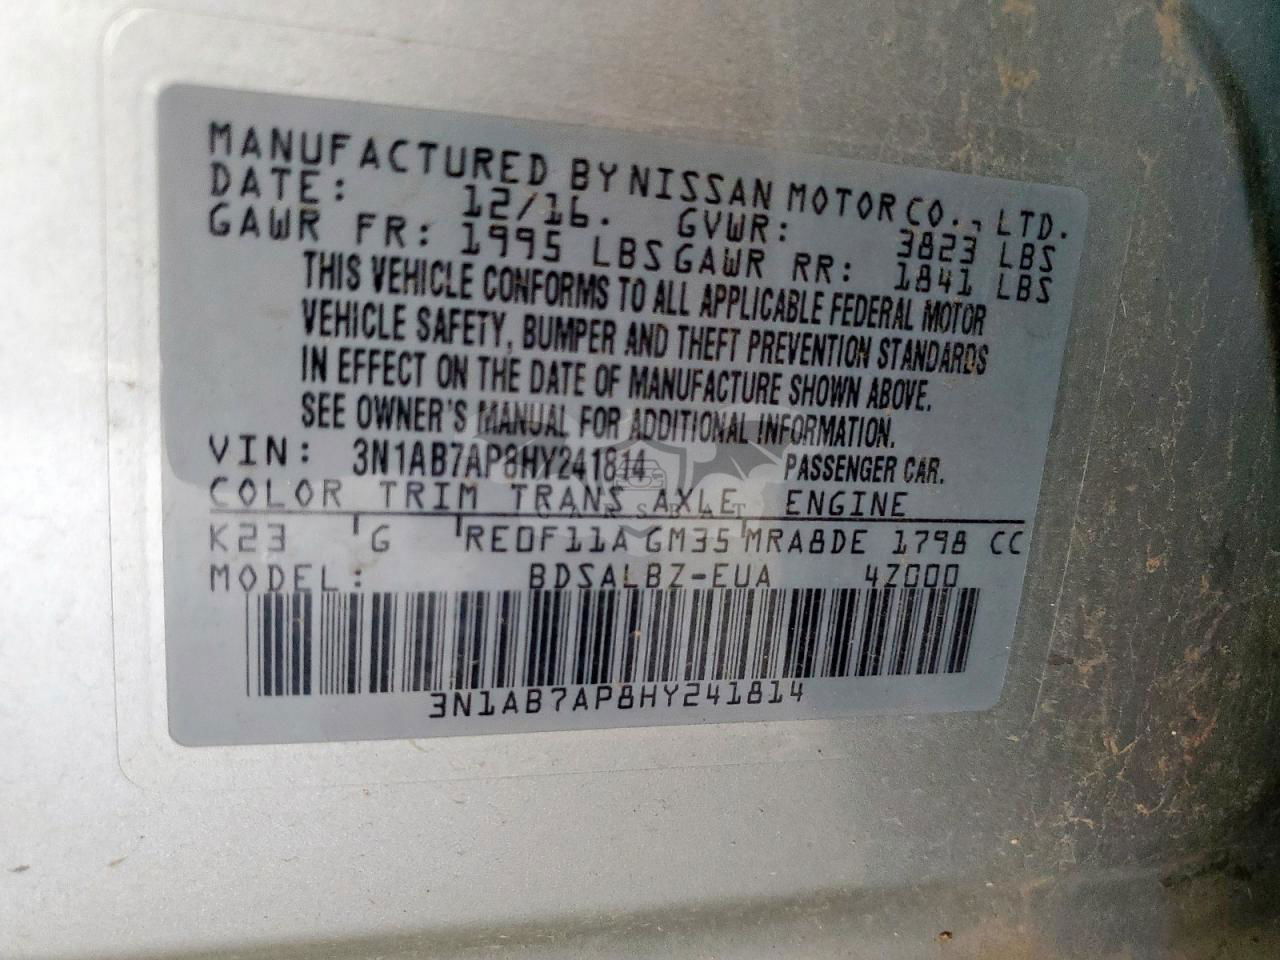 MANUFACTURED BY NISSAN MOTOR CO., LTD.
DATE: 12/16. GVWR: 3823 LBS
GAWR FR: 1995 LBS GAWR RR: 1841 LBS
THIS VEHICLE CONFORMS TO ALL APPLICABLE FEDERAL MOTOR
VEHICLE SAFETY, BUMPER AND THEFT PREVENTION STANDARDS
IN EFFECT ON THE DATE OF MANUFACTURE SHOWN ABOVE.
SEE OWNER'S MANUAL FOR ADDITIONAL INFORMATION.
VIN: 3N1AB7AP8HY241814 PASSENGER CAR.
COLOR TRIM TRANS AXLE ENGINE
K23 G RE0F11A GM35 MRA8DE 1798 CC
MODEL: BDSALBZ-EUA 4Z000
3N1AB7AP8HY241814